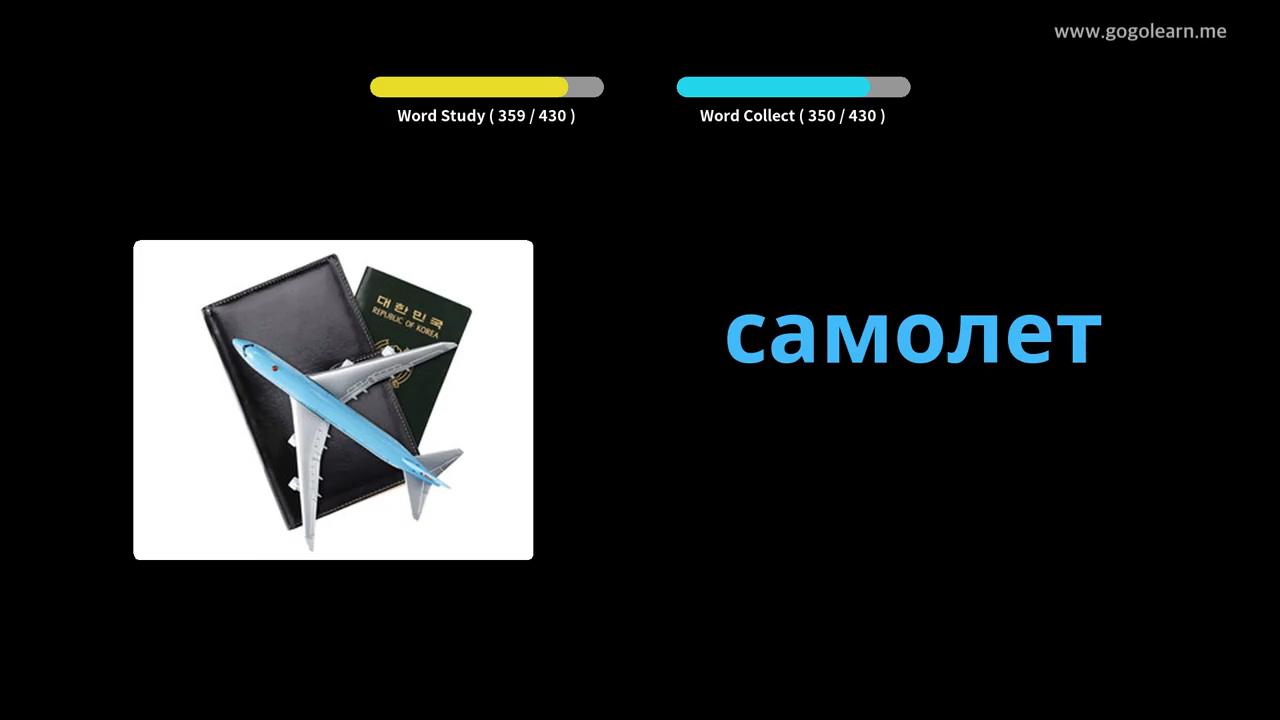 www.gogolearn.me
Word Study ( 359 / 430 )
Word Collect ( 350 / 430 )
대한민국
REPUBLIC OF KOREA
самолет